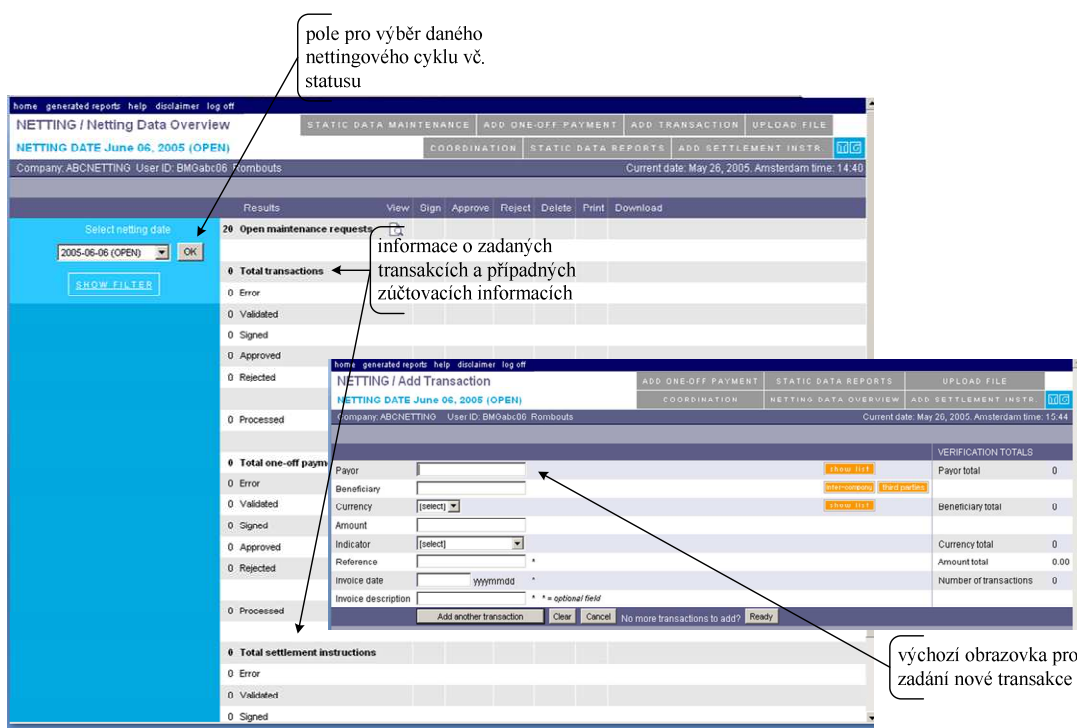 pole pro výběr daného
nettingového cyklu vč.
statusu
home generated reports help disclaimer log off
NETTING / Netting Data Overview
STATIC DATA MAINTENANCE ADD ONE-OFF PAYMENT ADD TRANSACTION UPLOAD FILE
NETTING DATE June 06, 2005 (OPEN)
COORDINATION STATIC DATA REPORTS ADD SETTLEMENT INSTR.
Company: ABCNETTING User ID: BMGabc06 Rombouts Current date: May 26, 2005. Amsterdam time: 14:40
Results View Sign Approve Reject Delete Print Download
Select netting date
2005-06-06 (OPEN) OK
SHOW FILTER
20 Open maintenance requests
informace o zadaných
transakcích a případných
zúčtovacích informacích
0 Total transactions
0 Error
0 Validated
0 Signed
0 Approved
0 Rejected
0 Processed
0 Total one-off paym
0 Error
0 Validated
0 Signed
0 Approved
0 Rejected
0 Processed
0 Total settlement instructions
0 Error
0 Validated
0 Signed
home generated reports help disclaimer log off
NETTING / Add Transaction
ADD ONE-OFF PAYMENT STATIC DATA REPORTS UPLOAD FILE
NETTING DATE June 06, 2005 (OPEN)
COORDINATION NETTING DATA OVERVIEW ADD SETTLEMENT INSTR.
Company: ABCNETTING User ID: BMGabc06 Rombouts Current date: May 26, 2005. Amsterdam time: 15:44
VERIFICATION TOTALS
Payor show list Payor total 0
Beneficiary inter-company third parties
Currency [select] show list Beneficiary total 0
Amount
Indicator [select] Currency total 0
Reference * Amount total 0.00
Invoice date yyyymmdd * Number of transactions 0
Invoice description * * = optional field
Add another transaction Clear Cancel No more transactions to add? Ready
výchozí obrazovka pro
zadání nové transakce